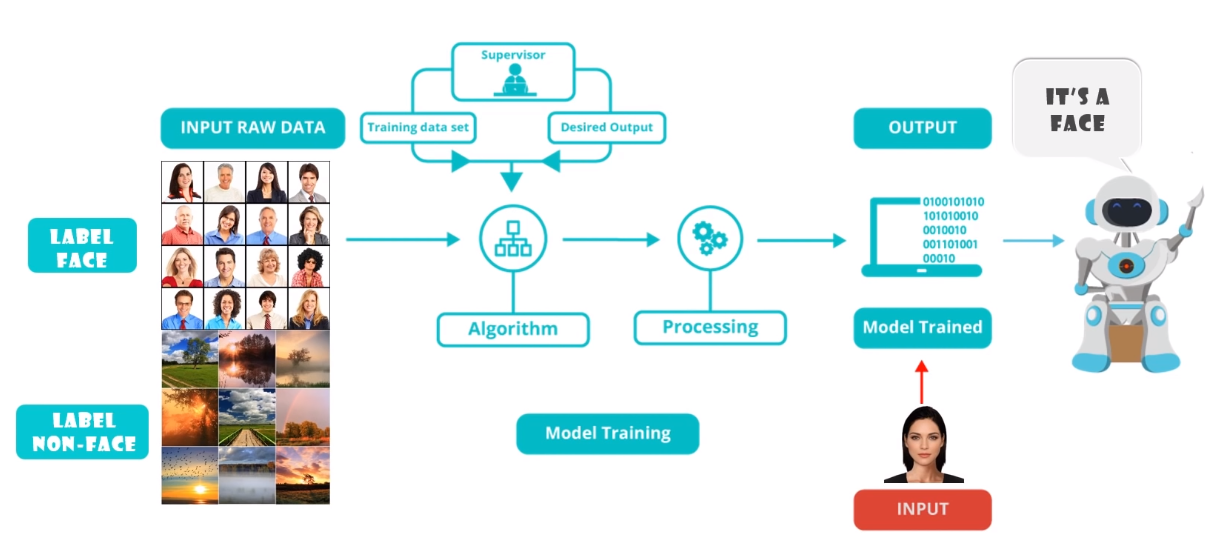 Supervisor
Training data set
Desired Output
INPUT RAW DATA
OUTPUT
IT'S A
FACE
LABEL
FACE
0100101010
101010010
0010010
001101001
00010
Algorithm
Processing
Model Trained
LABEL
NON-FACE
Model Training
INPUT